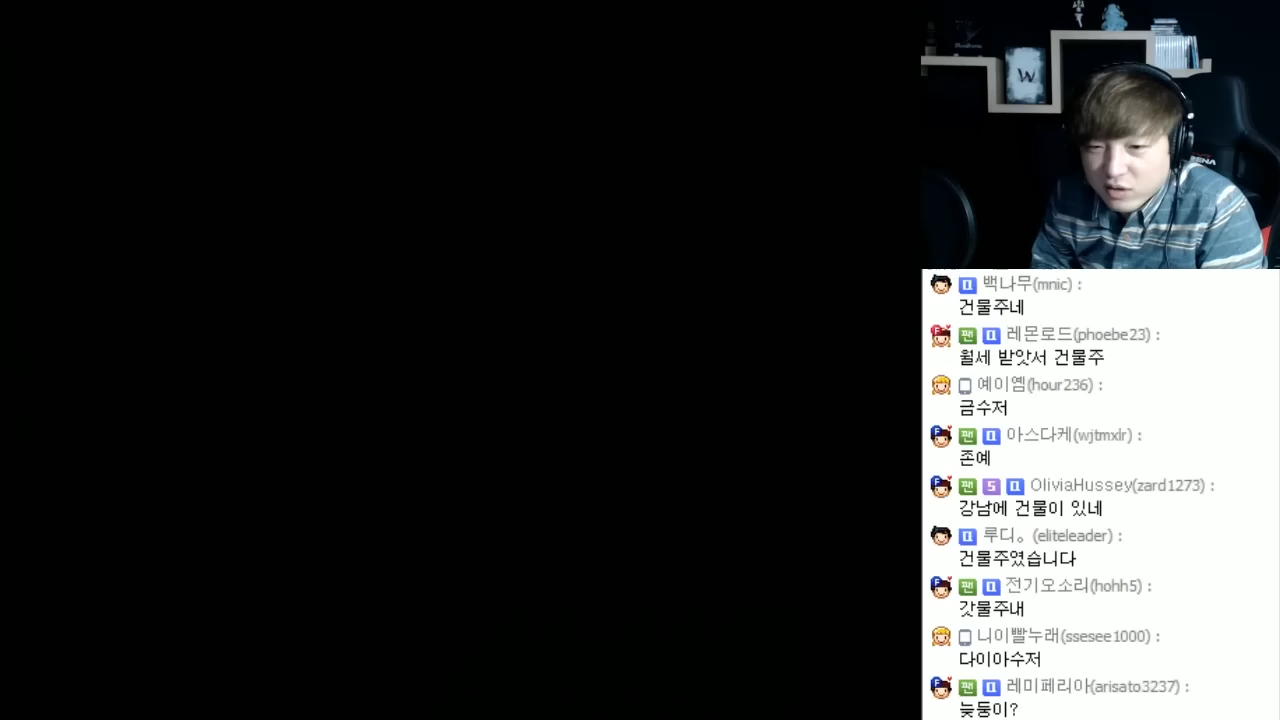 W
백나무(mnic) :
건물주네
팬 레몬로드(phoebe23) :
월세 받앗서 건물주
예이옘(hour236) :
금수저
팬 아스다케(wjtmxlr) :
존예
팬 S OliviaHussey(zard1273) :
강남에 건물이 있네
루디。(eliteleader) :
건물주였습니다
팬 전기오소리(hohh5) :
갓물주내
니이빨누래(ssesee1000) :
다이아수저
팬 레미페리아(arisato3237) :
늦둥이?